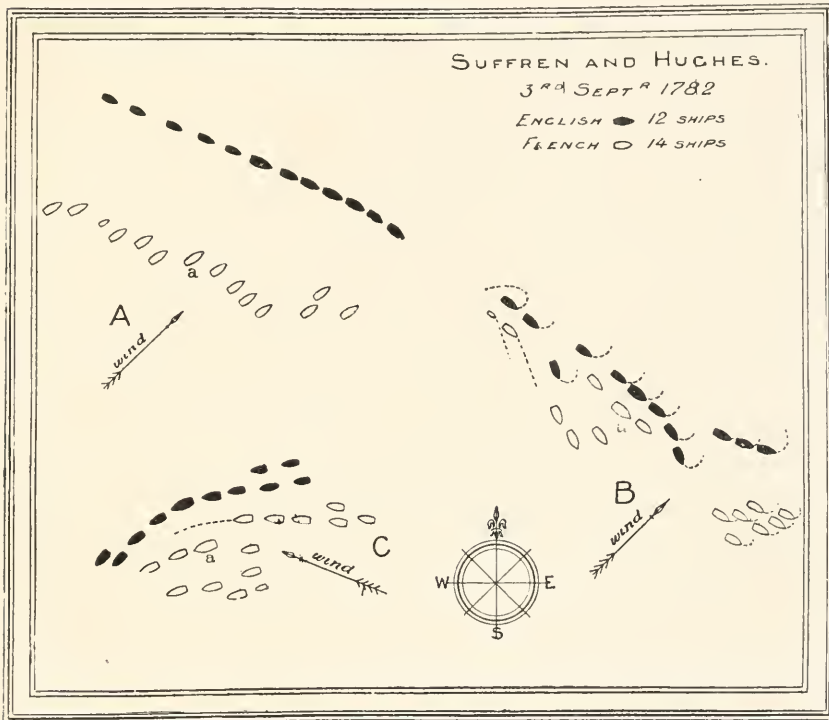 SUFFREN AND HUGHES.
3RD SEPTR 1782
ENGLISH 12 SHIPS
FRENCH 14 SHIPS
a
A
wind
a
B
wind
C
a
wind
W E
S